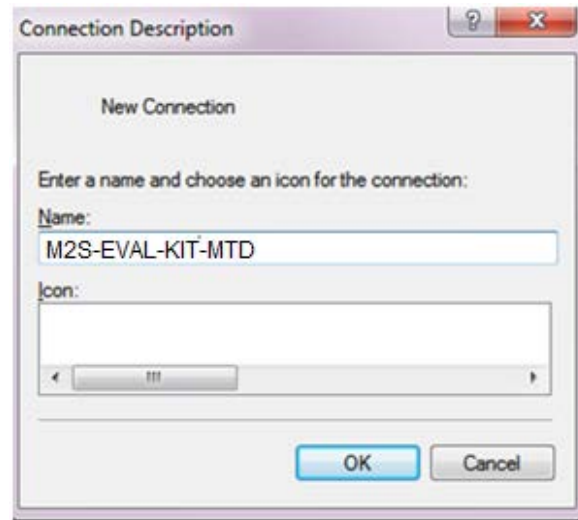 Connection Description
New Connection
Enter a name and choose an icon for the connection:
Name:
M2S-EVAL-KIT-MTD
Icon:
OK Cancel